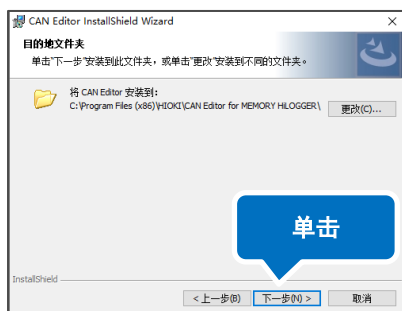 CAN Editor InstallShield Wizard
目的地文件夹
单击“下一步”安装到此文件夹，或单击“更改”安装到不同的文件夹。
将 CAN Editor 安装到：
C:\Program Files (x86)\HIOKI\CAN Editor for MEMORY HiLOGGER\
更改(C)...
单击
InstallShield
< 上一步(B)
下一步(N) >
取消